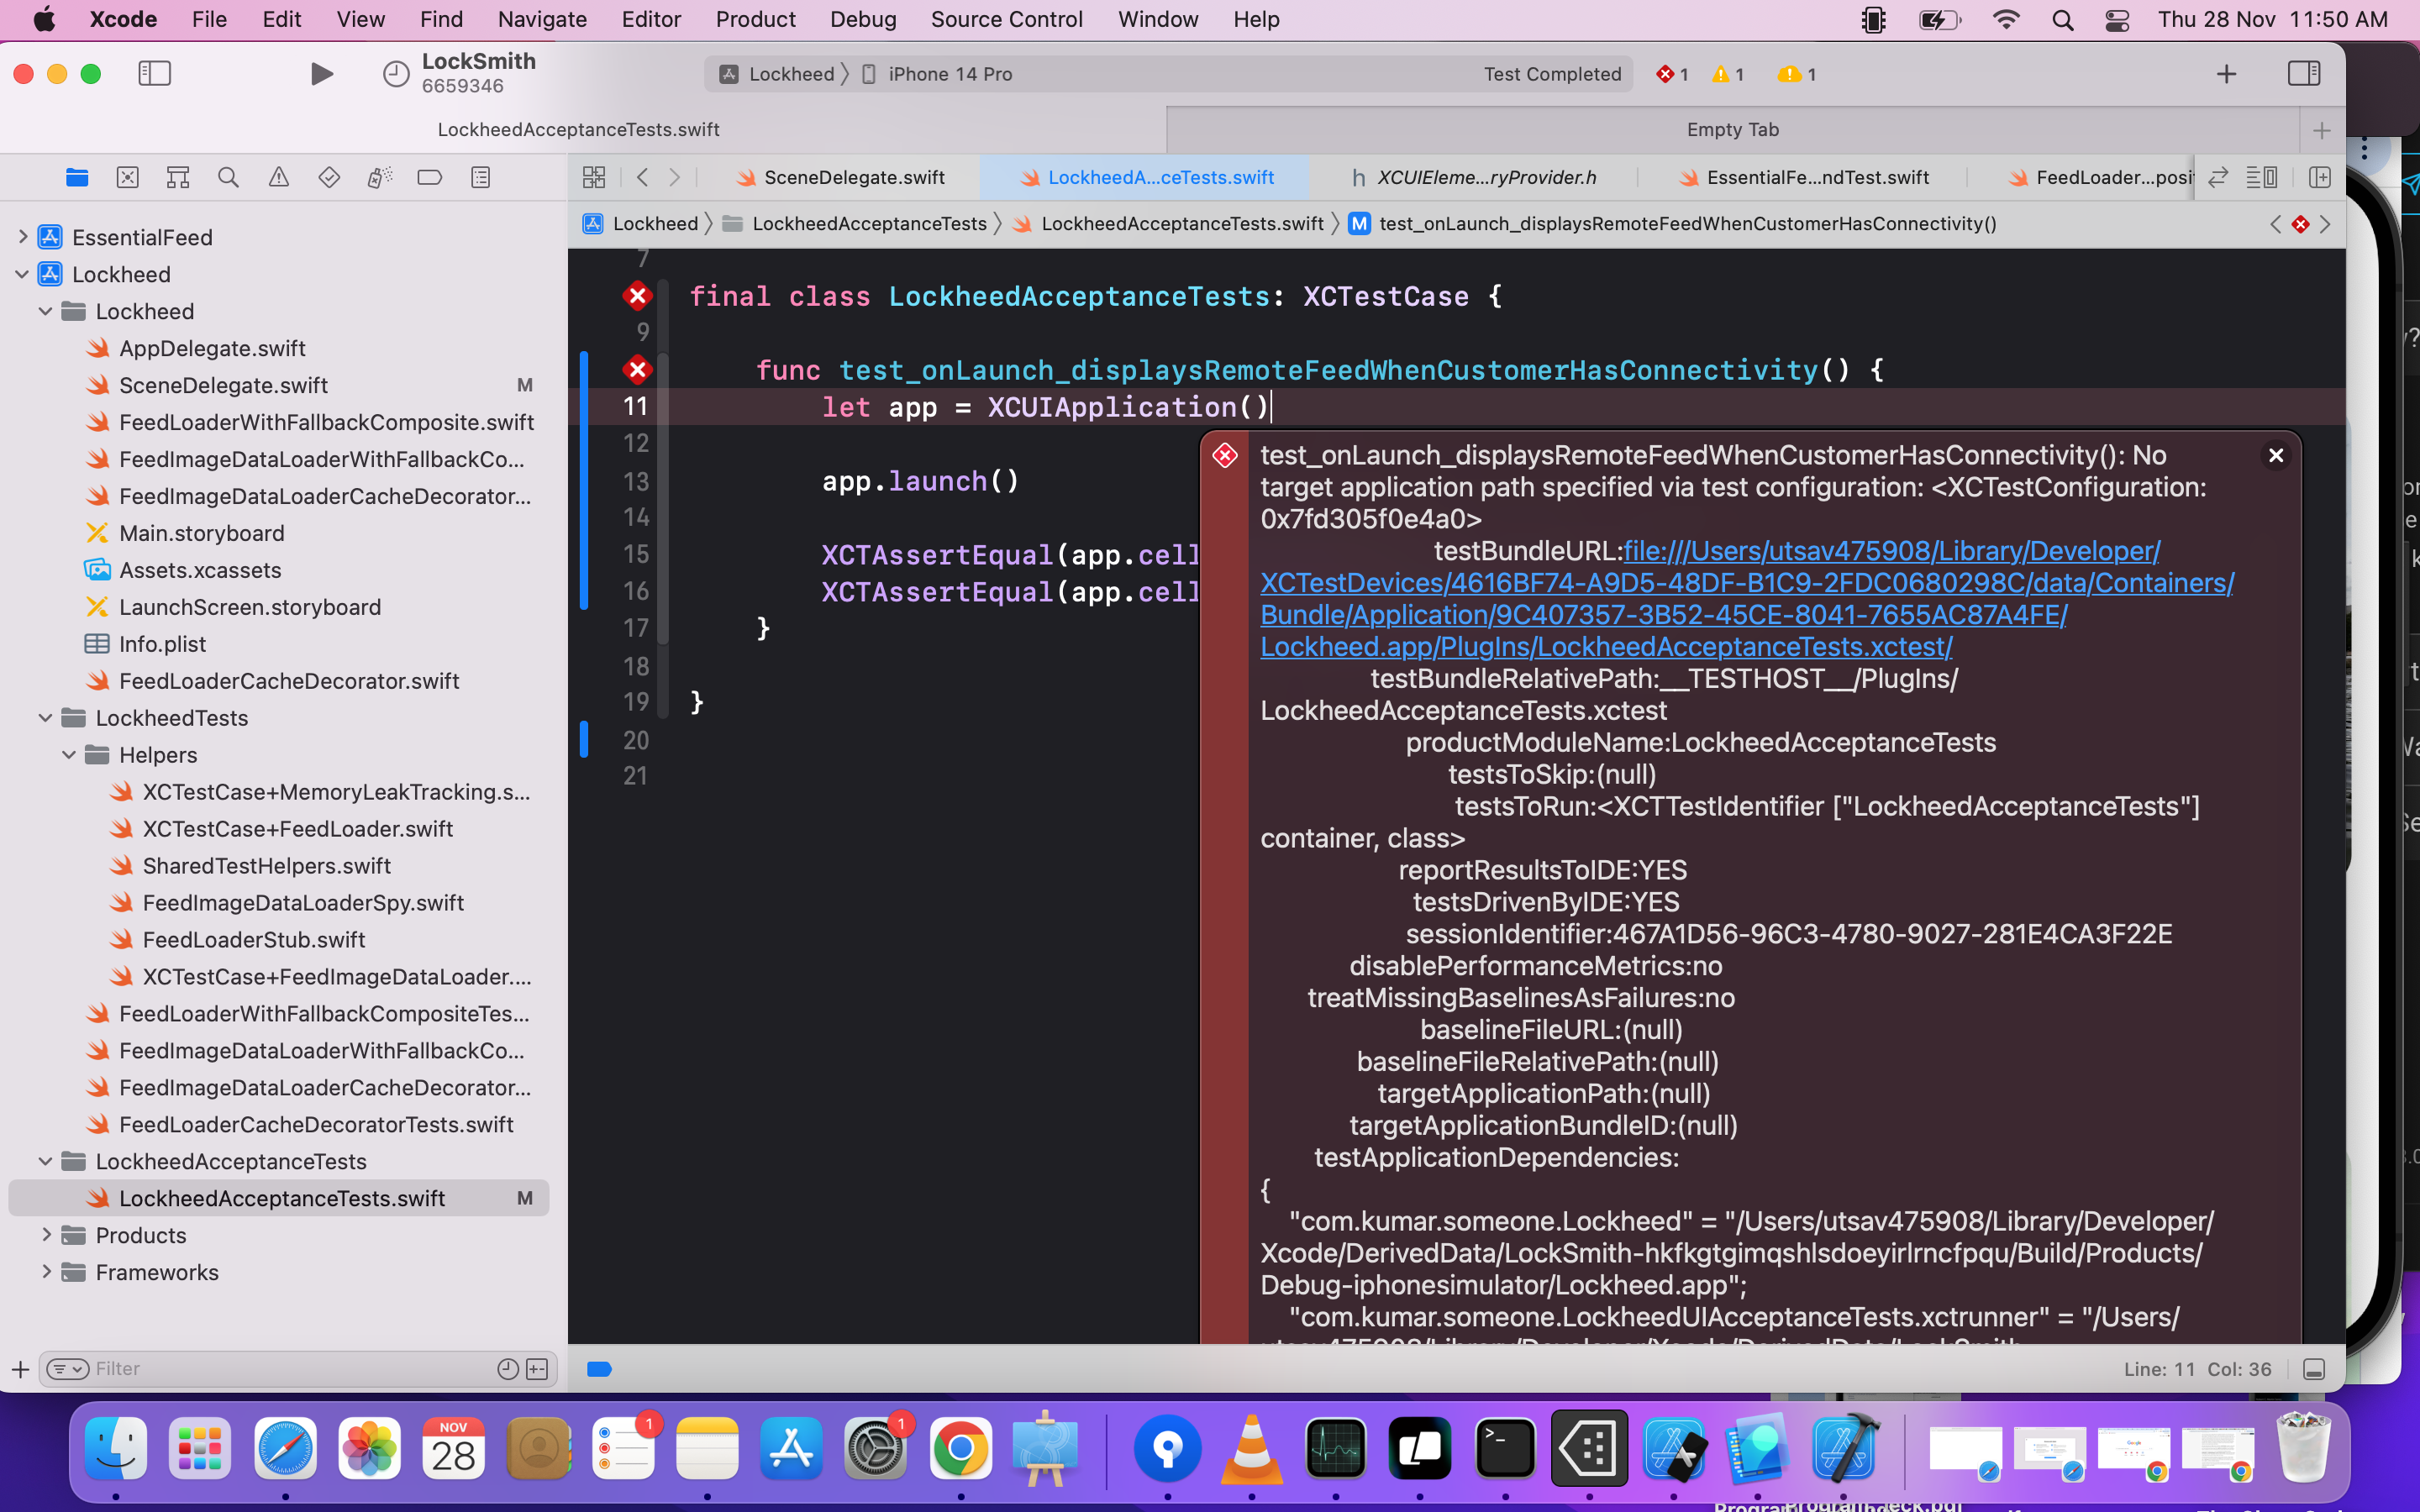 Xcode File Edit View Find Navigate Editor Product Debug Source Control Window Help Thu 28 Nov 11:50 AM
LockSmith
6659346
Lockheed iPhone 14 Pro Test Completed 1 1 1
LockheedAcceptanceTests.swift Empty Tab
SceneDelegate.swift LockheedA...ceTests.swift h XCUIEleme...ryProvider.h EssentialFe...ndTest.swift FeedLoader...posit
Lockheed LockheedAcceptanceTests LockheedAcceptanceTests.swift M test_onLaunch_displaysRemoteFeedWhenCustomerHasConnectivity()
EssentialFeed
Lockheed
Lockheed
AppDelegate.swift
SceneDelegate.swift M
FeedLoaderWithFallbackComposite.swift
FeedImageDataLoaderWithFallbackCo...
FeedImageDataLoaderCacheDecorator...
Main.storyboard
Assets.xcassets
LaunchScreen.storyboard
Info.plist
FeedLoaderCacheDecorator.swift
LockheedTests
Helpers
XCTestCase+MemoryLeakTracking.s...
XCTestCase+FeedLoader.swift
SharedTestHelpers.swift
FeedImageDataLoaderSpy.swift
FeedLoaderStub.swift
XCTestCase+FeedImageDataLoader....
FeedLoaderWithFallbackCompositeTes...
FeedImageDataLoaderWithFallbackCo...
FeedImageDataLoaderCacheDecorator...
FeedLoaderCacheDecoratorTests.swift
LockheedAcceptanceTests
LockheedAcceptanceTests.swift M
Products
Frameworks
Filter
7
final class LockheedAcceptanceTests: XCTestCase {
9
func test_onLaunch_displaysRemoteFeedWhenCustomerHasConnectivity() {
11 let app = XCUIApplication()
12
13 app.launch()
14
15 XCTAssertEqual(app.cell
16 XCTAssertEqual(app.cell
17 }
18
19 }
20
21
test_onLaunch_displaysRemoteFeedWhenCustomerHasConnectivity(): No
target application path specified via test configuration: <XCTestConfiguration:
0x7fd305f0e4a0>
testBundleURL:file:///Users/utsav475908/Library/Developer/
XCTestDevices/4616BF74-A9D5-48DF-B1C9-2FDC0680298C/data/Containers/
Bundle/Application/9C407357-3B52-45CE-8041-7655AC87A4FE/
Lockheed.app/PlugIns/LockheedAcceptanceTests.xctest/
testBundleRelativePath:__TESTHOST__/PlugIns/
LockheedAcceptanceTests.xctest
productModuleName:LockheedAcceptanceTests
testsToSkip:(null)
testsToRun:<XCTTestIdentifier ["LockheedAcceptanceTests"]
container, class>
reportResultsToIDE:YES
testsDrivenByIDE:YES
sessionIdentifier:467A1D56-96C3-4780-9027-281E4CA3F22E
disablePerformanceMetrics:no
treatMissingBaselinesAsFailures:no
baselineFileURL:(null)
baselineFileRelativePath:(null)
targetApplicationPath:(null)
targetApplicationBundleID:(null)
testApplicationDependencies:
{
"com.kumar.someone.Lockheed" = "/Users/utsav475908/Library/Developer/
Xcode/DerivedData/LockSmith-hkfkgtgimqshlsdoeyirlrncfpqu/Build/Products/
Debug-iphonesimulator/Lockheed.app";
"com.kumar.someone.LockheedUIAcceptanceTests.xctrunner" = "/Users/
Line: 11 Col: 36
NOV
28
1
1